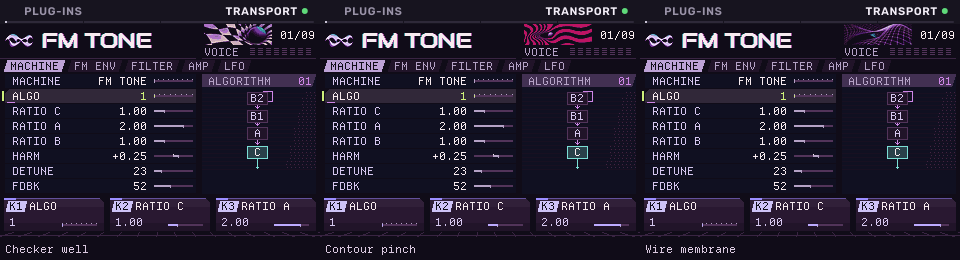 PLUG-INS TRANSPORT
FM TONE 01/09
VOICE
MACHINE FM ENV FILTER AMP LFO
MACHINE FM TONE ALGORITHM 01
ALGO 1 B2
RATIO C 1.00 B1
RATIO A 2.00 A
RATIO B 1.00 C
HARM +0.25
DETUNE 23
FDBK 52
K1 ALGO K2 RATIO C K3 RATIO A
1 1.00 2.00
Checker well
PLUG-INS TRANSPORT
FM TONE 01/09
VOICE
MACHINE FM ENV FILTER AMP LFO
MACHINE FM TONE ALGORITHM 01
ALGO 1 B2
RATIO C 1.00 B1
RATIO A 2.00 A
RATIO B 1.00 C
HARM +0.25
DETUNE 23
FDBK 52
K1 ALGO K2 RATIO C K3 RATIO A
1 1.00 2.00
Contour pinch
PLUG-INS TRANSPORT
FM TONE 01/09
VOICE
MACHINE FM ENV FILTER AMP LFO
MACHINE FM TONE ALGORITHM 01
ALGO 1 B2
RATIO C 1.00 B1
RATIO A 2.00 A
RATIO B 1.00 C
HARM +0.25
DETUNE 23
FDBK 52
K1 ALGO K2 RATIO C K3 RATIO A
1 1.00 2.00
Wire membrane